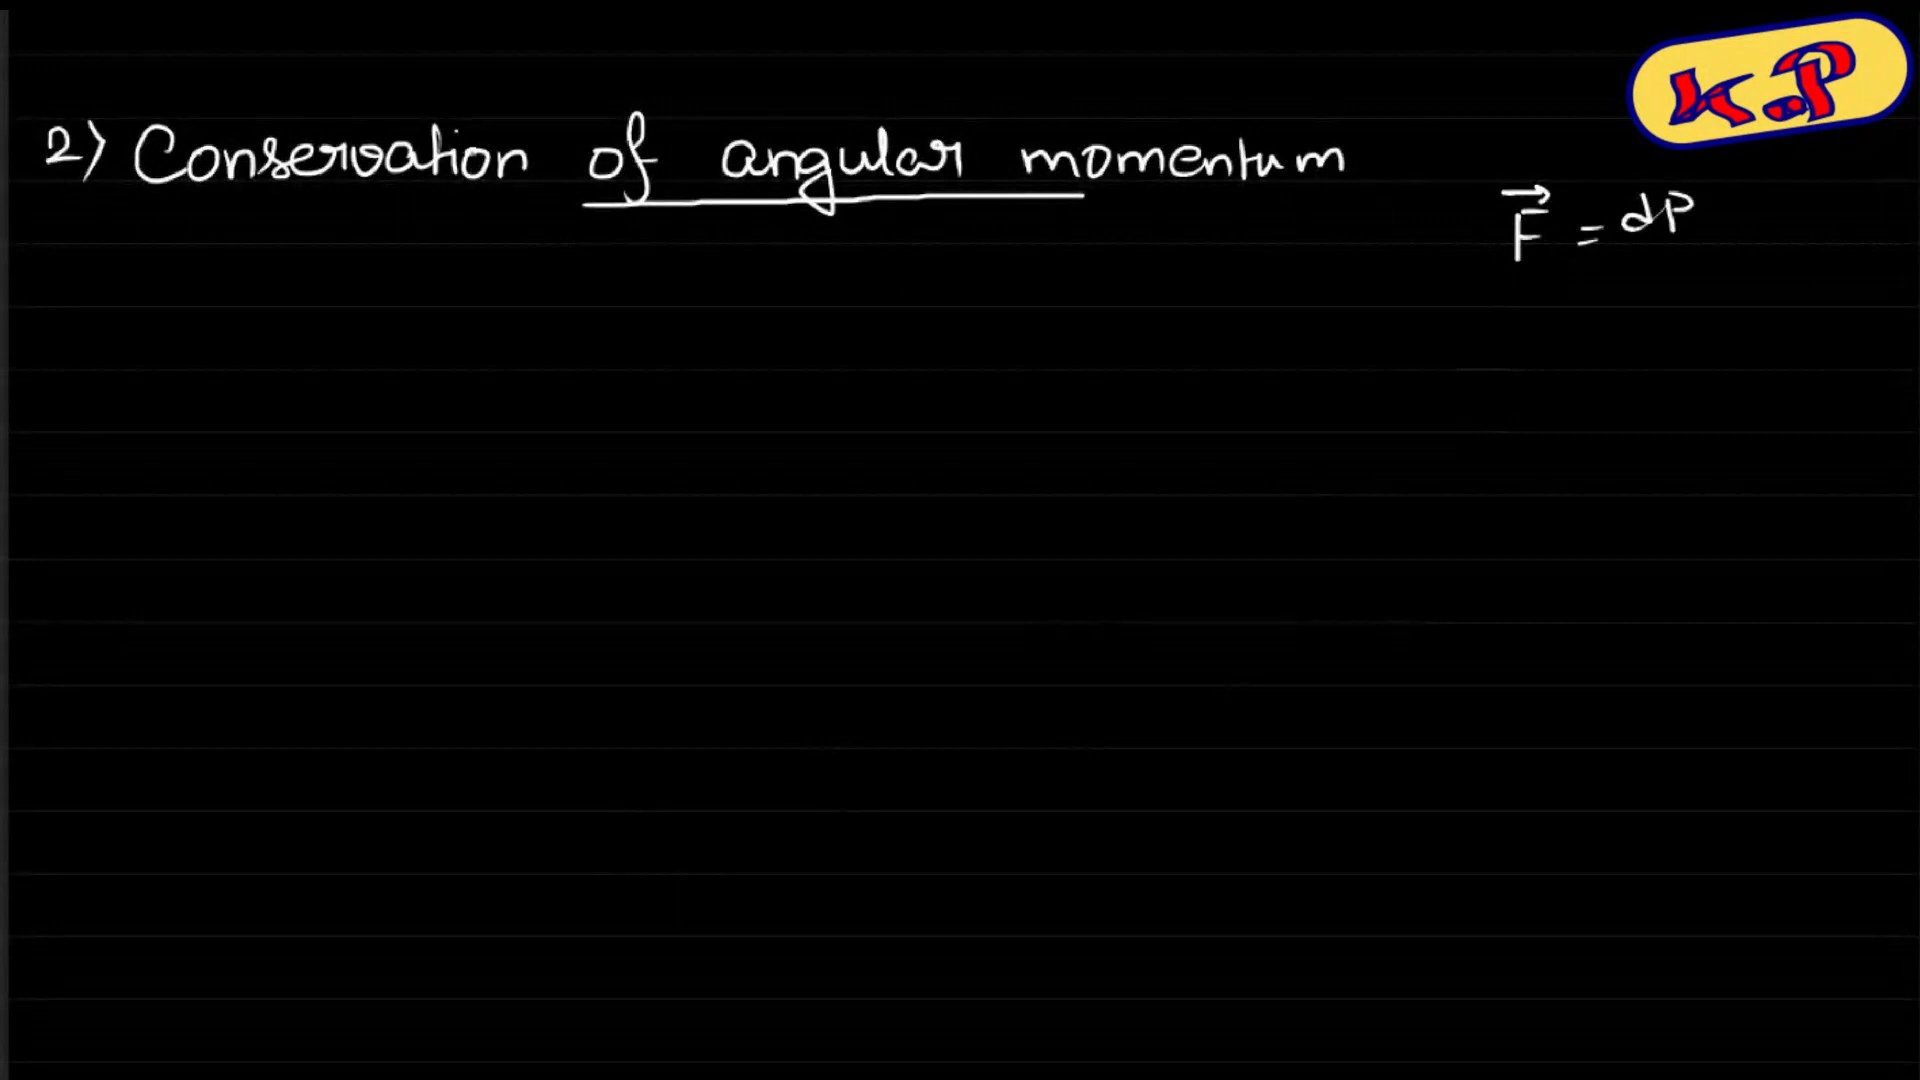 K.P
2) Conservation of angular momentum
F⃗ = dP